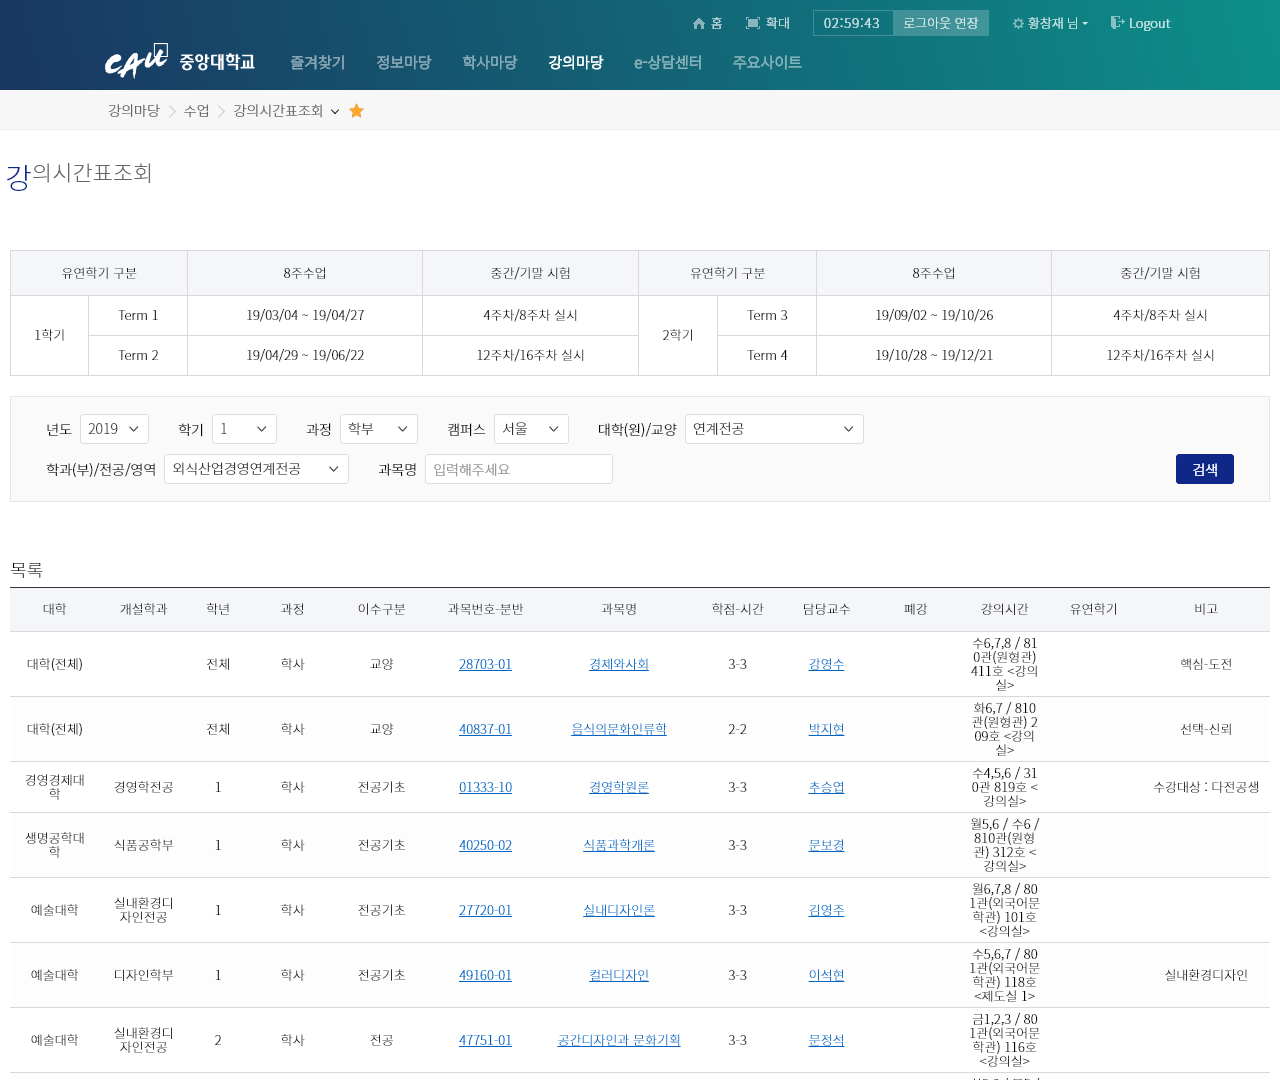 홈 확대 02:59:43 로그아웃 연장 황창재 님 Logout
CAU 중앙대학교 즐겨찾기 정보마당 학사마당 강의마당 e-상담센터 주요사이트
강의마당 수업 강의시간표조회
강의시간표조회
유연학기 구분 8주수업 중간/기말 시험 유연학기 구분 8주수업 중간/기말 시험
1학기 Term 1 19/03/04 ~ 19/04/27 4주차/8주차 실시 2학기 Term 3 19/09/02 ~ 19/10/26 4주차/8주차 실시
Term 2 19/04/29 ~ 19/06/22 12주차/16주차 실시 Term 4 19/10/28 ~ 19/12/21 12주차/16주차 실시
년도 2019 학기 1 과정 학부 캠퍼스 서울 대학(원)/교양 연계전공
학과(부)/전공/영역 외식산업경영연계전공 과목명 입력해주세요 검색
목록
대학 개설학과 학년 과정 이수구분 과목번호-분반 과목명 학점-시간 담당교수 폐강 강의시간 유연학기 비고
대학(전체) 전체 학사 교양 28703-01 경제와사회 3-3 강영수 수6,7,8 / 81
0관(원형관)
411호 <강의
실> 핵심-도전
대학(전체) 전체 학사 교양 40837-01 음식의문화인류학 2-2 박지현 화6,7 / 810
관(원형관) 2
09호 <강의
실> 선택-신뢰
경영경제대
학 경영학전공 1 학사 전공기초 01333-10 경영학원론 3-3 추승엽 수4,5,6 / 31
0관 819호 <
강의실> 수강대상 : 다전공생
생명공학대
학 식품공학부 1 학사 전공기초 40250-02 식품과학개론 3-3 문보경 월5,6 / 수6 /
810관(원형
관) 312호 <
강의실>
예술대학 실내환경디
자인전공 1 학사 전공기초 27720-01 실내디자인론 3-3 김영주 월6,7,8 / 80
1관(외국어문
학관) 101호
<강의실>
예술대학 디자인학부 1 학사 전공기초 49160-01 컬러디자인 3-3 이석현 수5,6,7 / 80
1관(외국어문
학관) 118호
<제도실 1> 실내환경디자인
예술대학 실내환경디
자인전공 2 학사 전공 47751-01 공간디자인과 문화기획 3-3 문정석 금1,2,3 / 80
1관(외국어문
학관) 116호
<강의실>